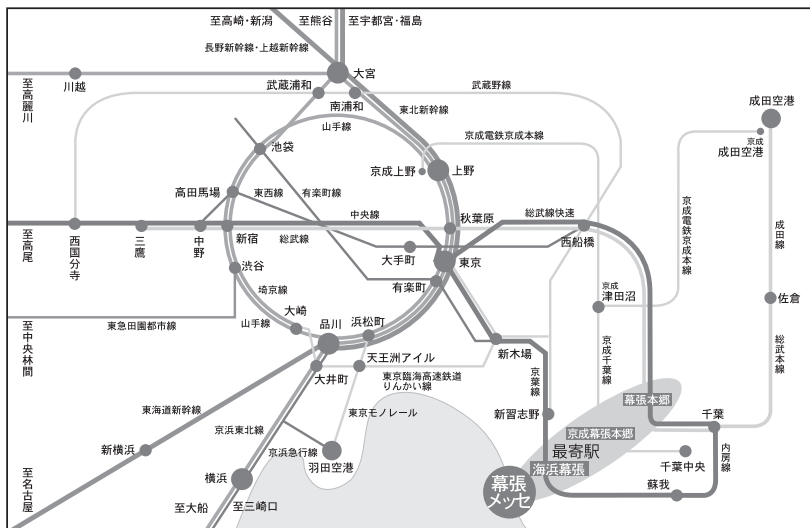 至高崎・新潟
至熊谷
至宇都宮・福島
長野新幹線・上越新幹線
大宮
川越
至高麗川
武蔵浦和
南浦和
武蔵野線
東北新幹線
山手線
成田空港
京成
成田空港
京成電鉄京成本線
池袋
京成上野
上野
高田馬場
東西線
有楽町線
京成電鉄京成本線
成田線
中央線
秋葉原
総武線快速
至高尾
西国分寺
三鷹
中野
新宿
総武線
西船橋
大手町
東京
渋谷
有楽町
佐倉
京成
津田沼
埼京線
大崎
山手線
品川
浜松町
東急田園都市線
至中央林間
新木場
京葉線
京成千葉線
総武本線
天王洲アイル
大井町
東京臨海高速鉄道
りんかい線
東海道新幹線
東京モノレール
新習志野
幕張本郷
千葉
京浜東北線
京成幕張本郷
最寄駅
新横浜
京浜急行線
羽田空港
海浜幕張
千葉中央
内房線
至名古屋
横浜
幕張
メッセ
蘇我
至大船
至三崎口